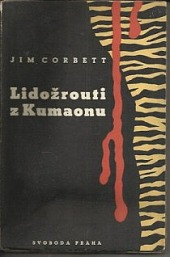 JIM CORBETT
Lidožrouti
z Kumaonu
SVOBODA PRAHA